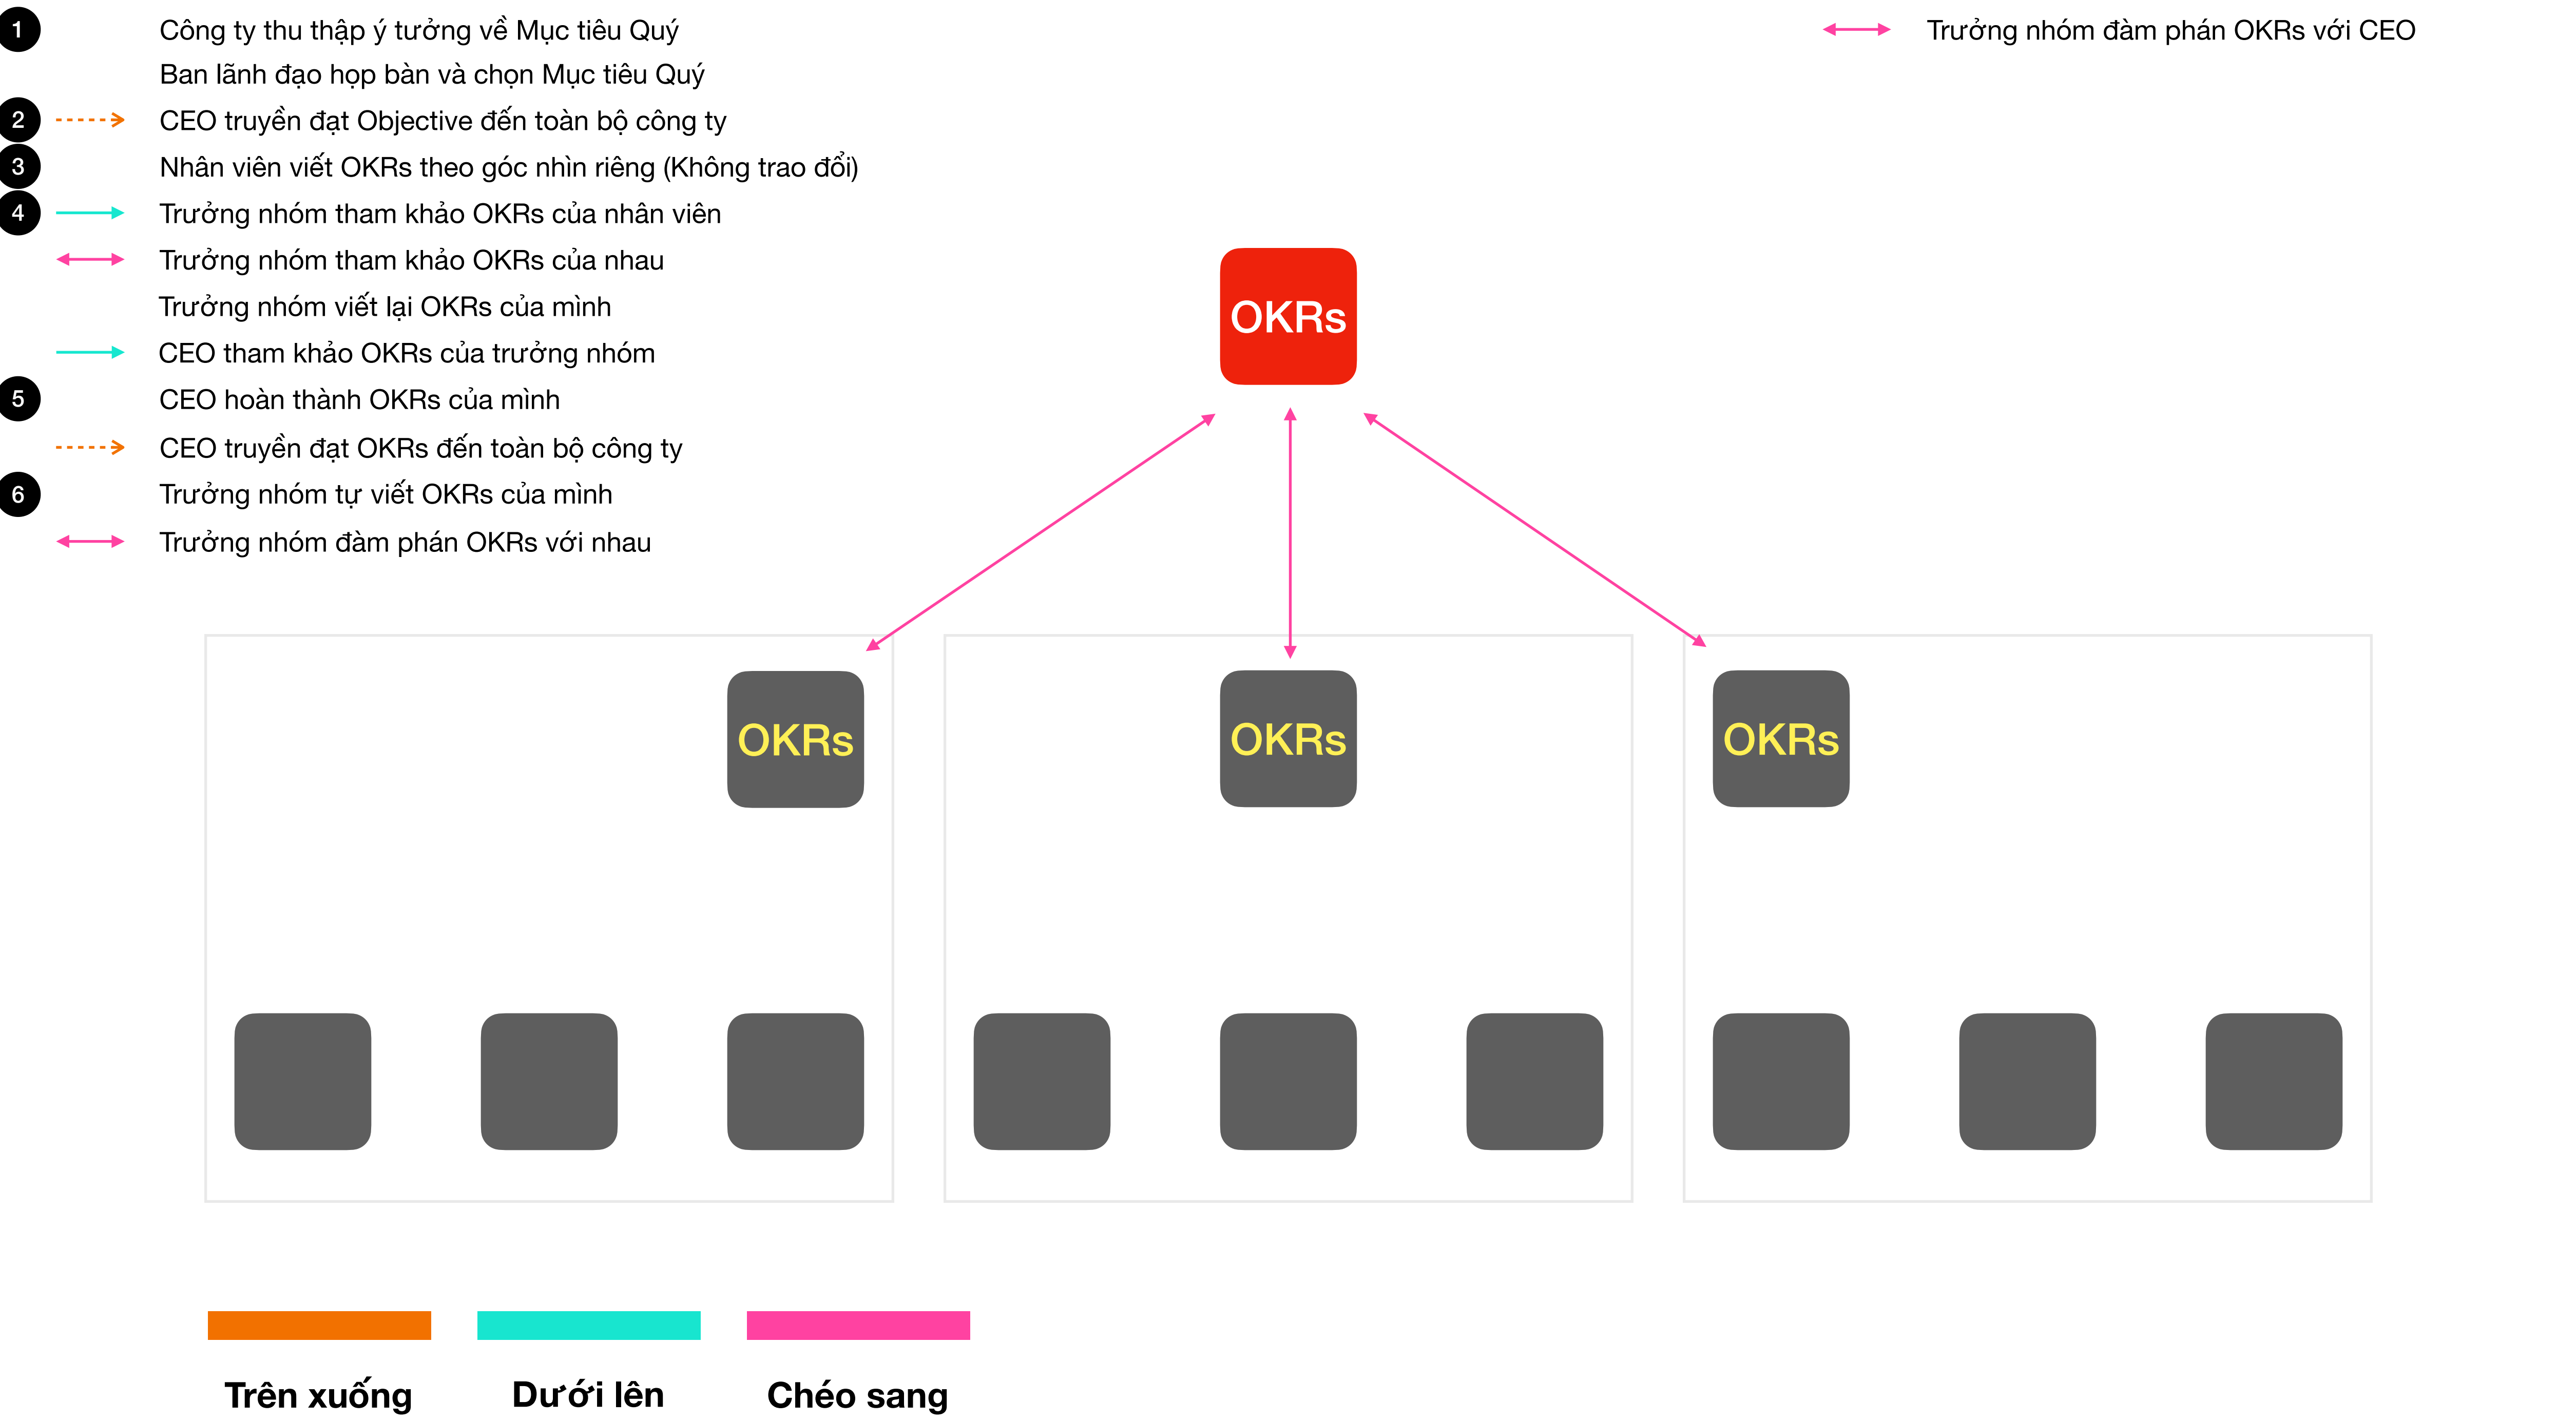 1
Công ty thu thập ý tưởng về Mục tiêu Quý
Ban lãnh đạo họp bàn và chọn Mục tiêu Quý
2
CEO truyền đạt Objective đến toàn bộ công ty
3
Nhân viên viết OKRs theo góc nhìn riêng (Không trao đổi)
4
Trưởng nhóm tham khảo OKRs của nhân viên
Trưởng nhóm tham khảo OKRs của nhau
Trưởng nhóm viết lại OKRs của mình
CEO tham khảo OKRs của trưởng nhóm
5
CEO hoàn thành OKRs của mình
CEO truyền đạt OKRs đến toàn bộ công ty
6
Trưởng nhóm tự viết OKRs của mình
Trưởng nhóm đàm phán OKRs với nhau
Trưởng nhóm đàm phán OKRs với CEO
OKRs
OKRs
OKRs
OKRs
Trên xuống
Dưới lên
Chéo sang